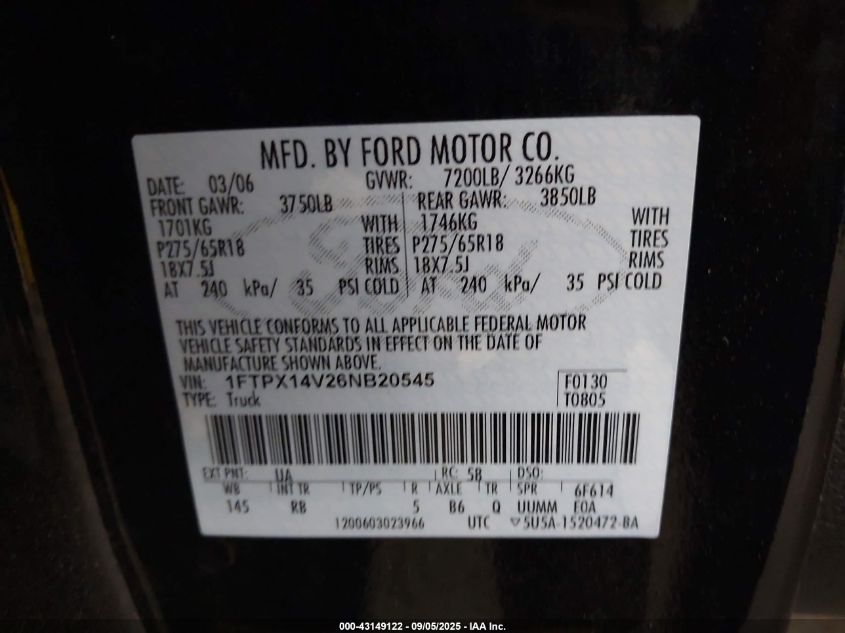 MFD. BY FORD MOTOR CO.
DATE: 03/06 GVWR: 7200LB/ 3266KG
FRONT GAWR: 3750LB REAR GAWR: 3850LB
1701KG WITH 1746KG WITH
P275/65R18 TIRES P275/65R18 TIRES
18X7.5J RIMS 18X7.5J RIMS
AT 240 kPa/ 35 PSI COLD AT 240 kPa/ 35 PSI COLD
THIS VEHICLE CONFORMS TO ALL APPLICABLE FEDERAL MOTOR
VEHICLE SAFETY STANDARDS IN EFFECT ON THE DATE OF
MANUFACTURE SHOWN ABOVE.
VIN: 1FTPX14V26NB20545 F0130
TYPE: Truck T0805
EXT PNT: UA RC: 58 DSO:
WB INT TR TP/PS R AXLE TR SPR 6F614
145 RB 5 B6 Q UUMM FOA
1200603023966 UTC 5U5A-1520472-BA
000-43149122 - 09/05/2025 - IAA Inc.